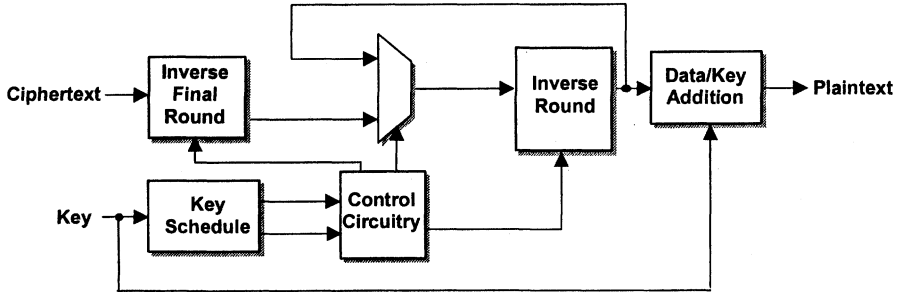 Ciphertext
Inverse
Final
Round
Inverse
Round
Data/Key
Addition
Plaintext
Key
Key
Schedule
Control
Circuitry